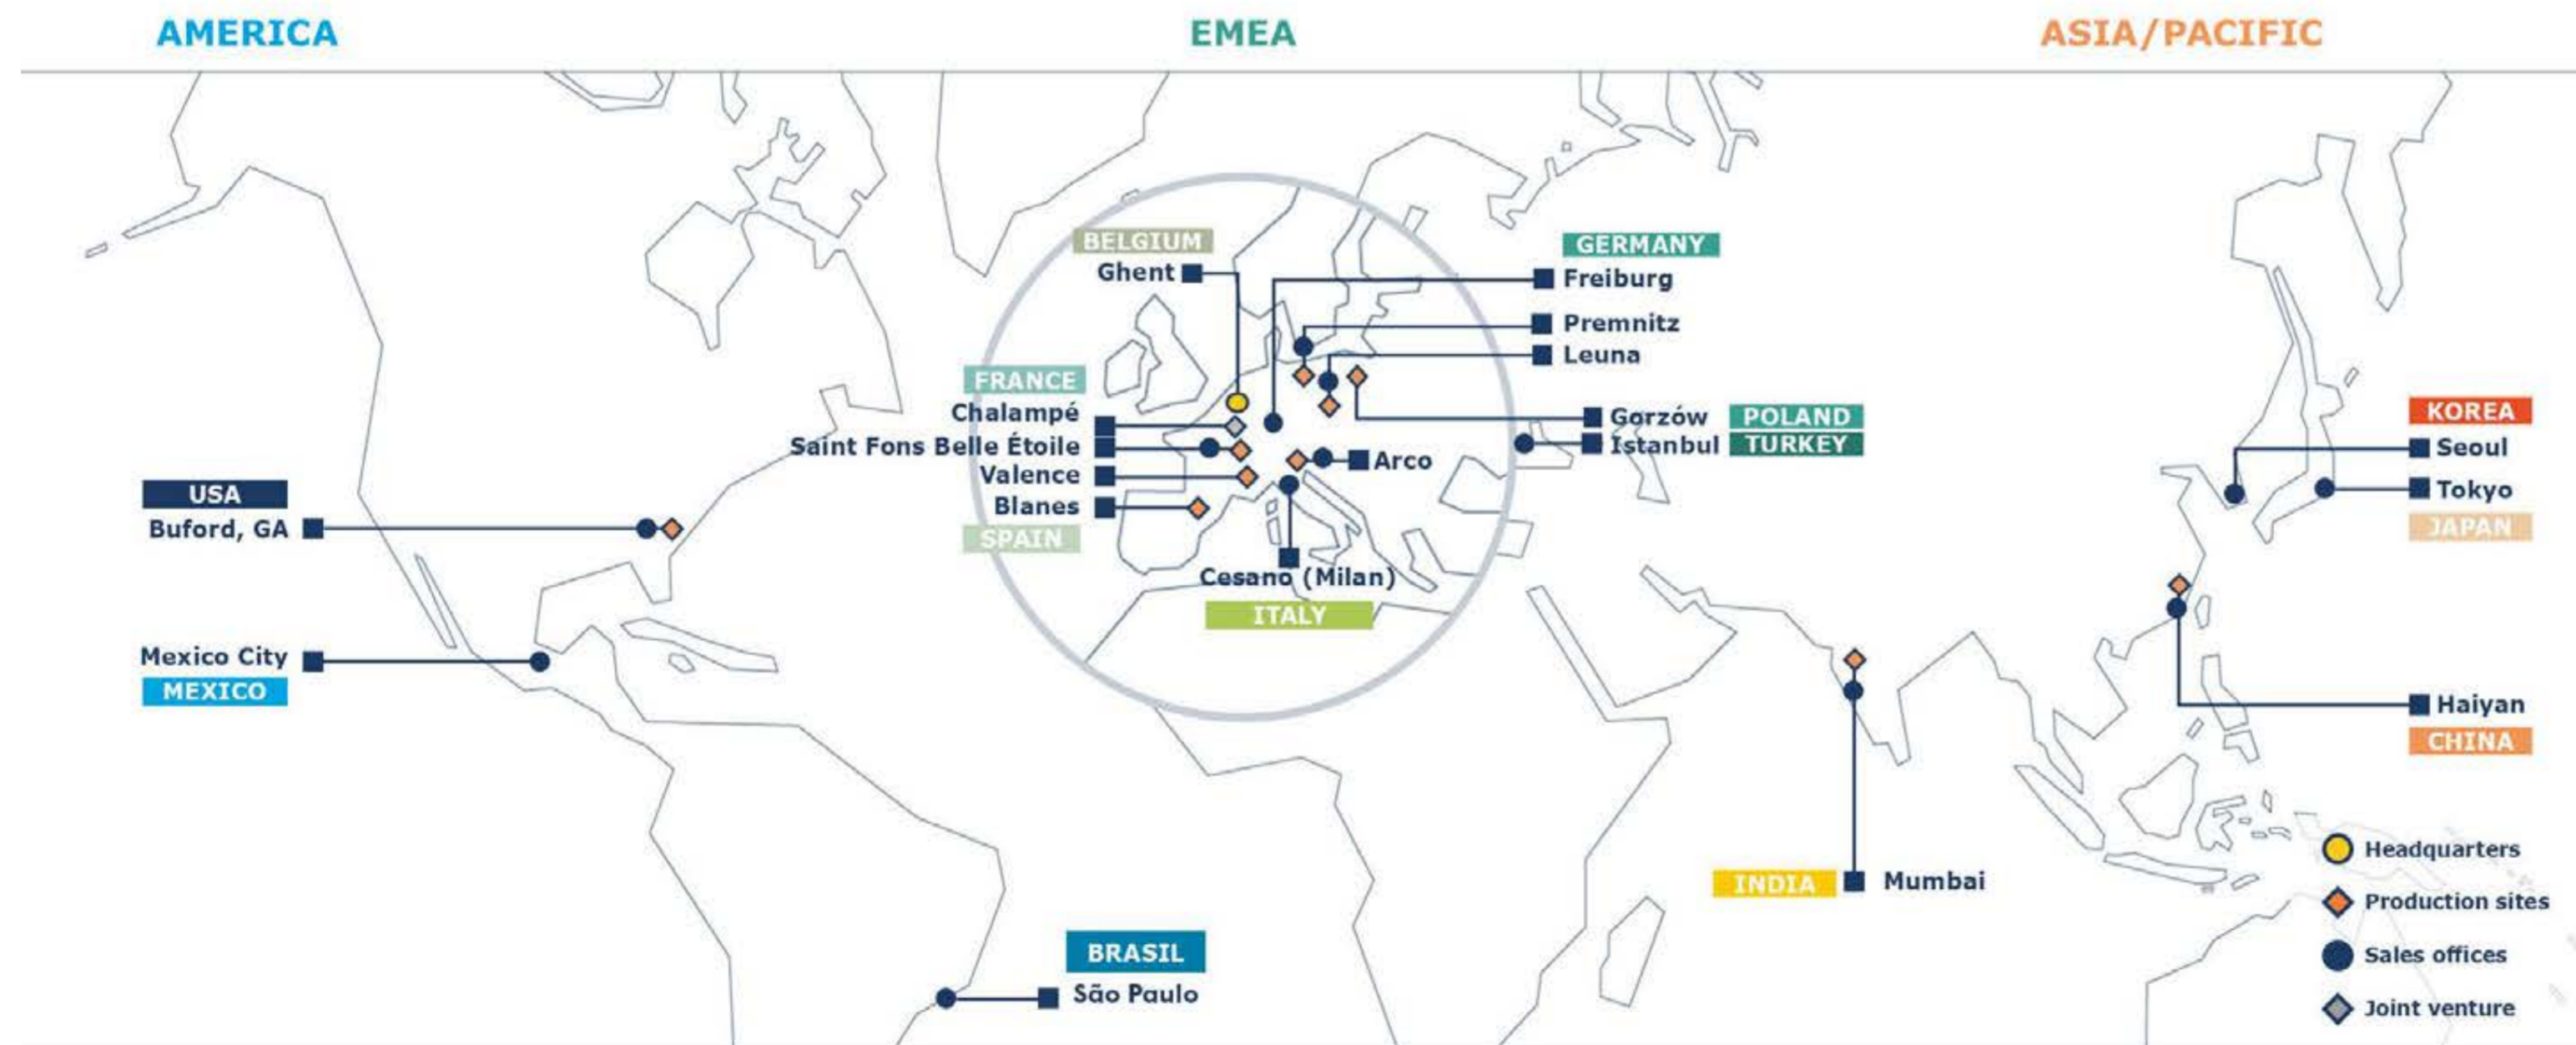 AMERICA
EMEA
ASIA/PACIFIC
BELGIUM
Ghent
GERMANY
Freiburg
Premnitz
Leuna
FRANCE
Chalampé
Saint Fons Belle Étoile
Valence
Blanes
SPAIN
Gorzów POLAND
Istanbul TURKEY
Arco
Cesano (Milan)
ITALY
USA
Buford, GA
Mexico City
MEXICO
BRASIL
São Paulo
KOREA
Seoul
Tokyo
JAPAN
Haiyan
CHINA
INDIA Mumbai
Headquarters
Production sites
Sales offices
Joint venture